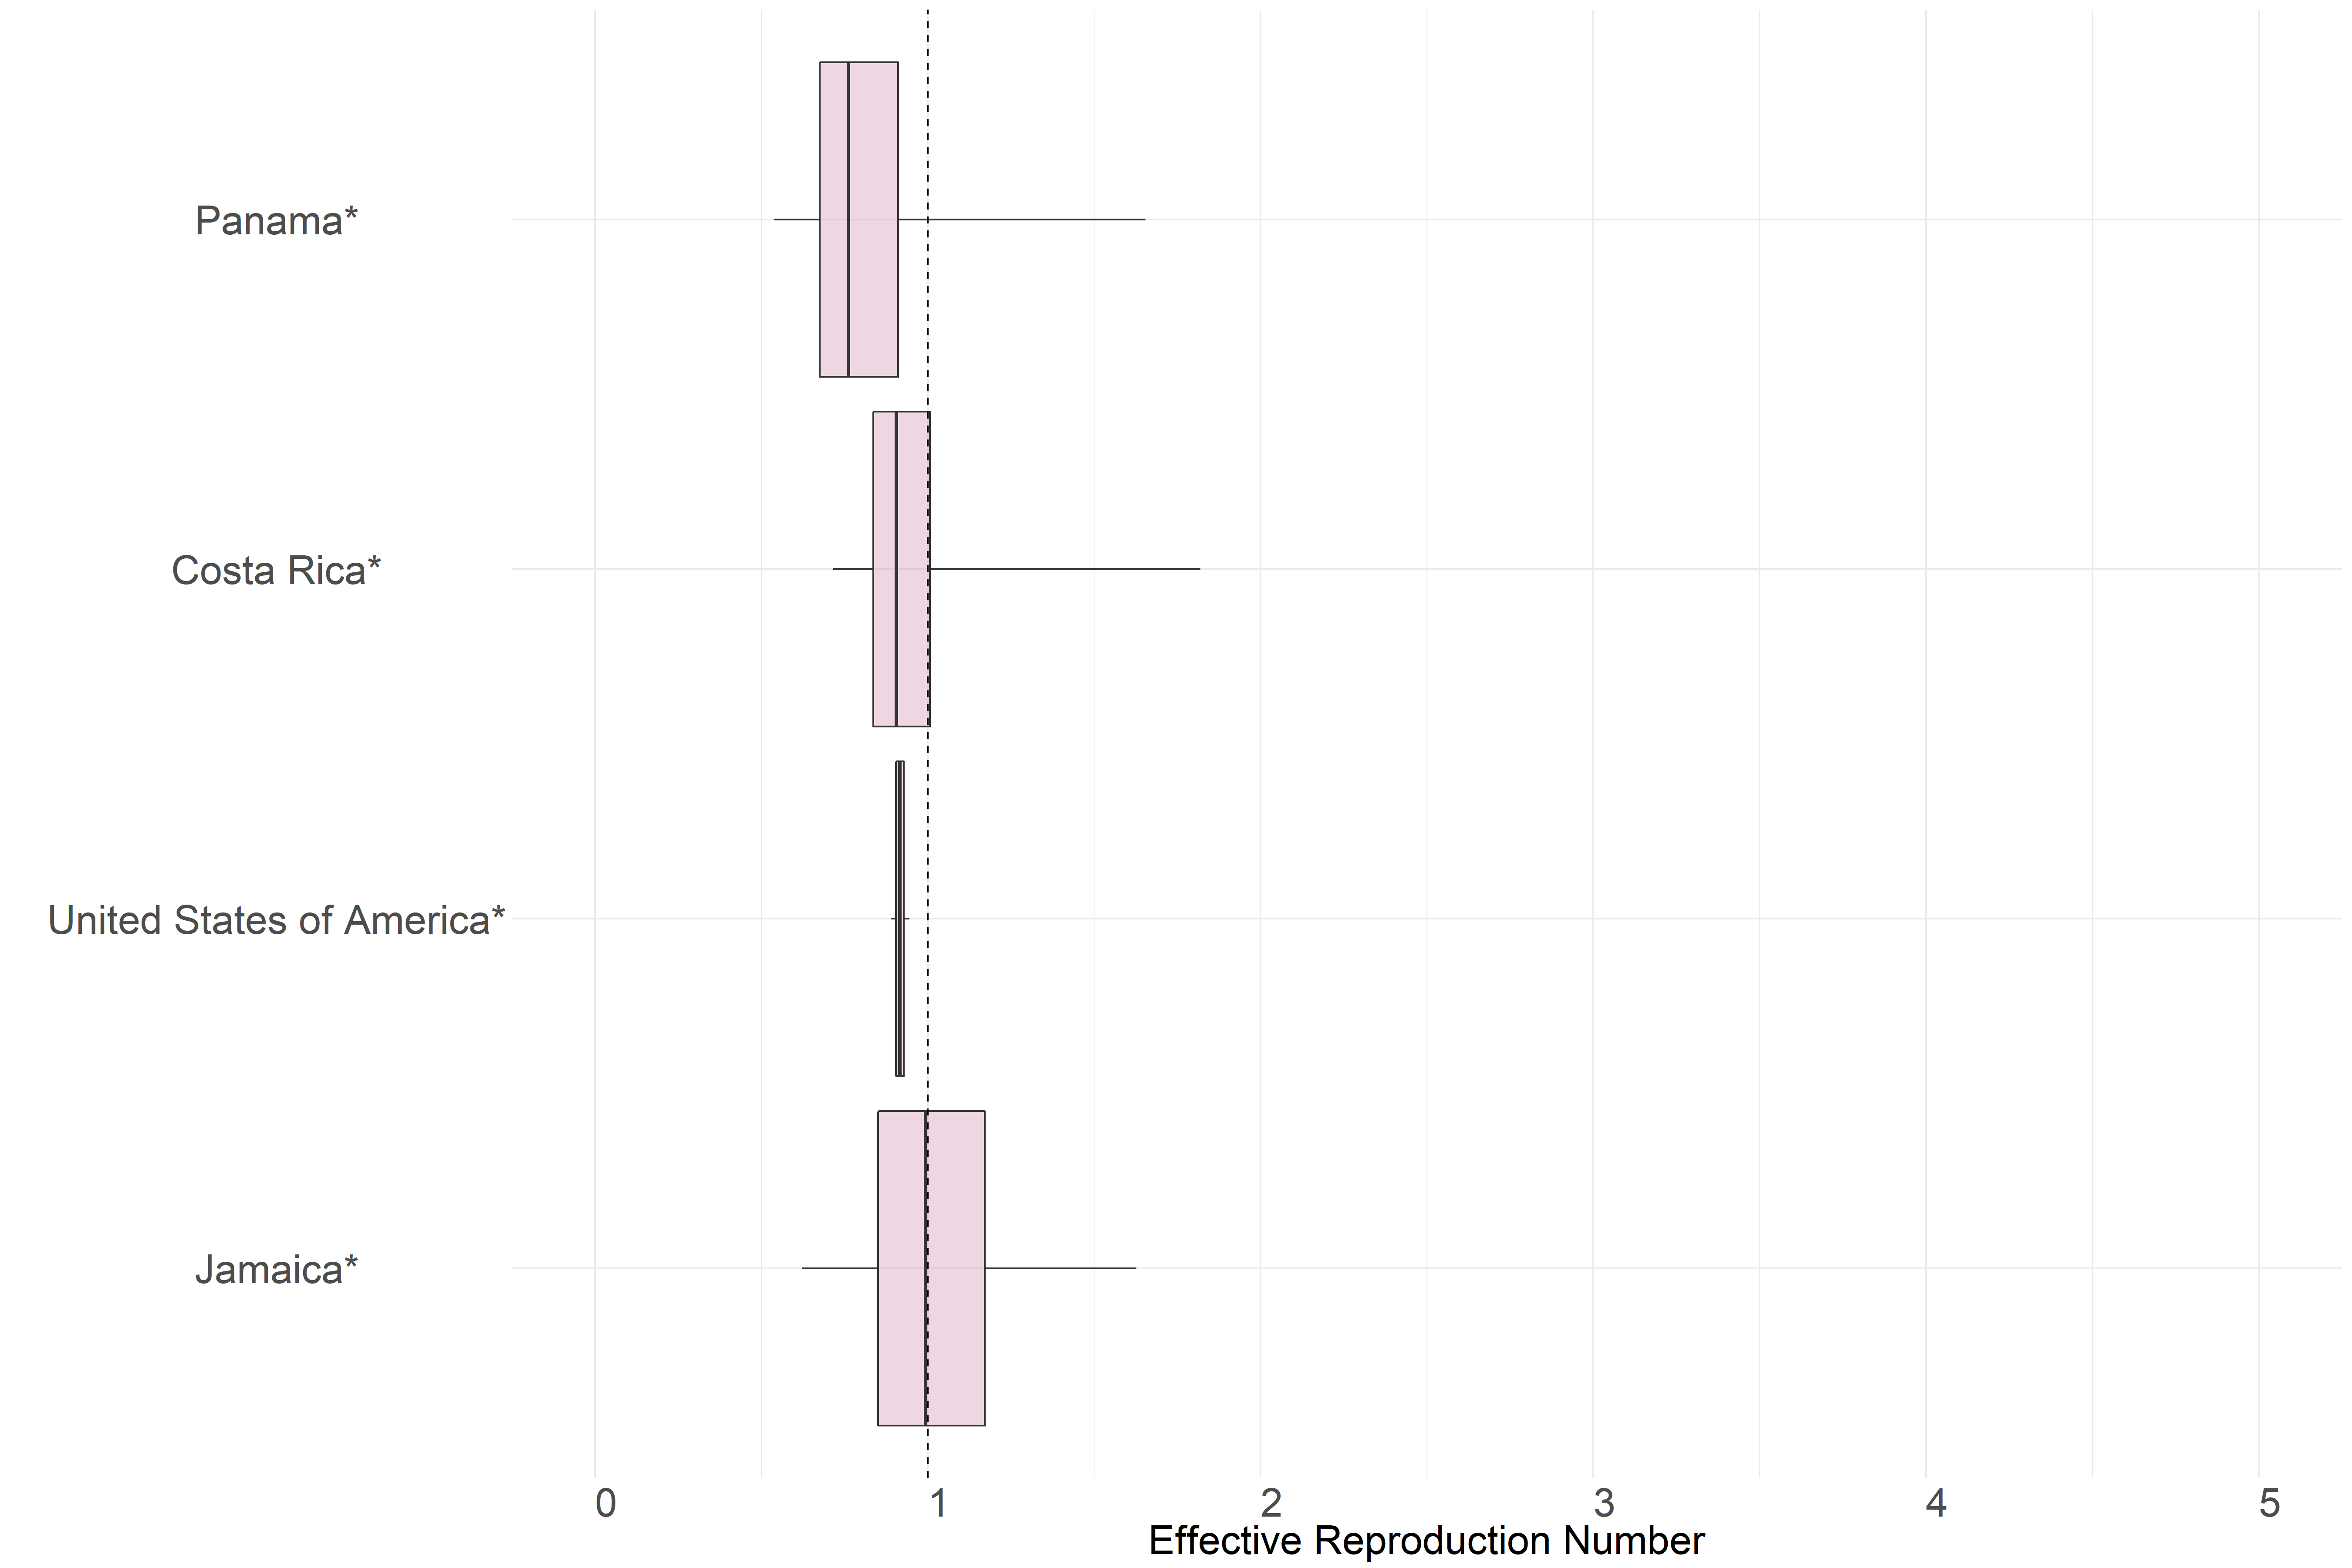 Panama*
Costa Rica*
United States of America*
Jamaica*
0 1 2 3 4 5
Effective Reproduction Number